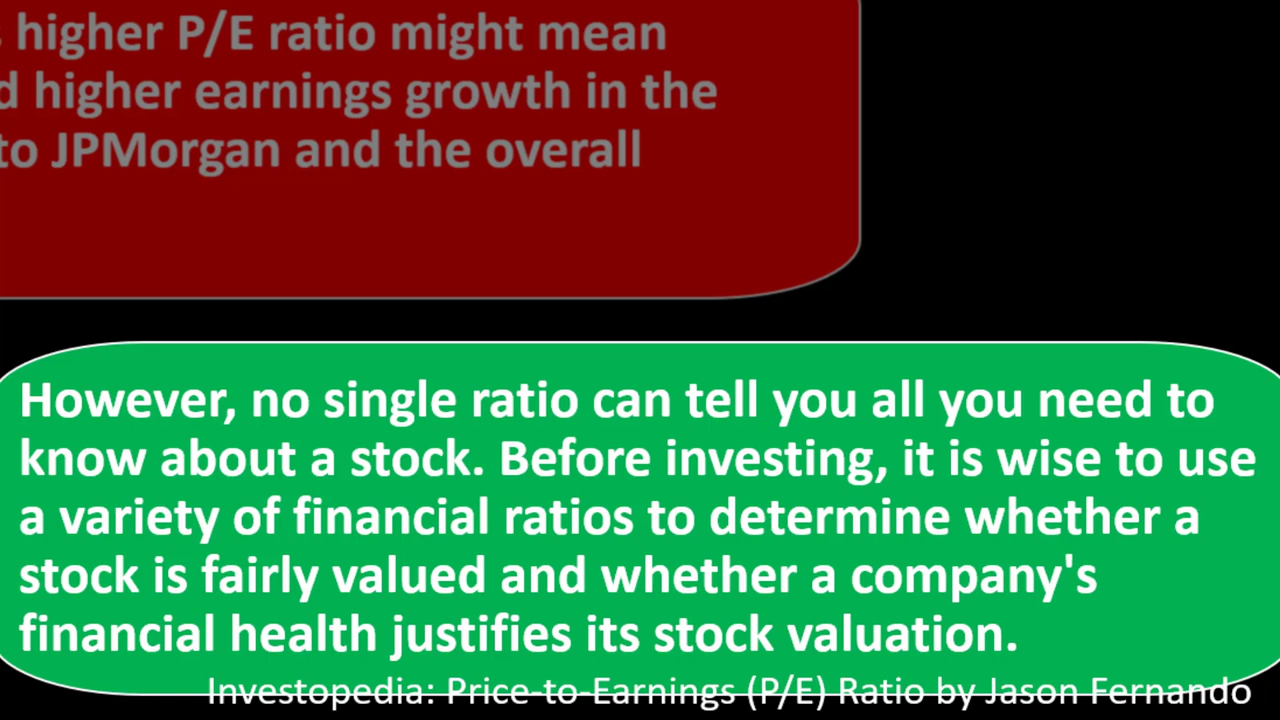 higher P/E ratio might mean
higher earnings growth in the
to JPMorgan and the overall
However, no single ratio can tell you all you need to
know about a stock. Before investing, it is wise to use
a variety of financial ratios to determine whether a
stock is fairly valued and whether a company's
financial health justifies its stock valuation.
Investopedia: Price-to-Earnings (P/E) Ratio by Jason Fernando